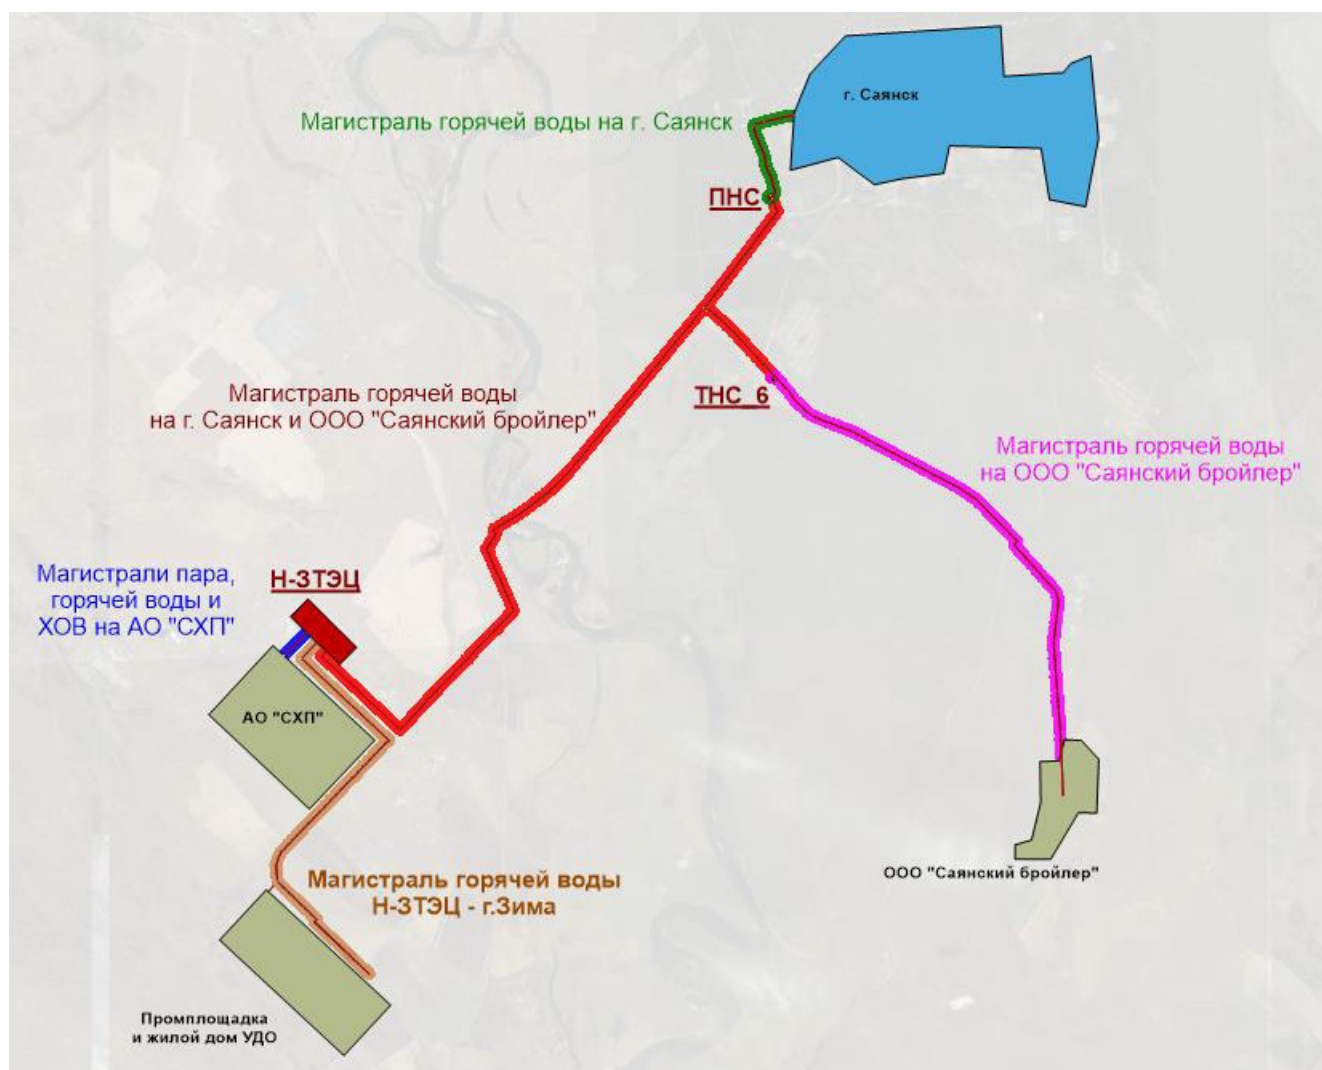 г. Саянск
Магистраль горячей воды на г. Саянск
ПНС
Магистраль горячей воды
на г. Саянск и ООО "Саянский бройлер"
ТНС_6
Магистраль горячей воды
на ООО "Саянский бройлер"
Магистрали пара,
горячей воды и
ХОВ на АО "СХП"
Н-ЗТЭЦ
АО "СХП"
ООО "Саянский бройлер"
Магистраль горячей воды
Н-ЗТЭЦ - г.Зима
Промплощадка
и жилой дом УДО